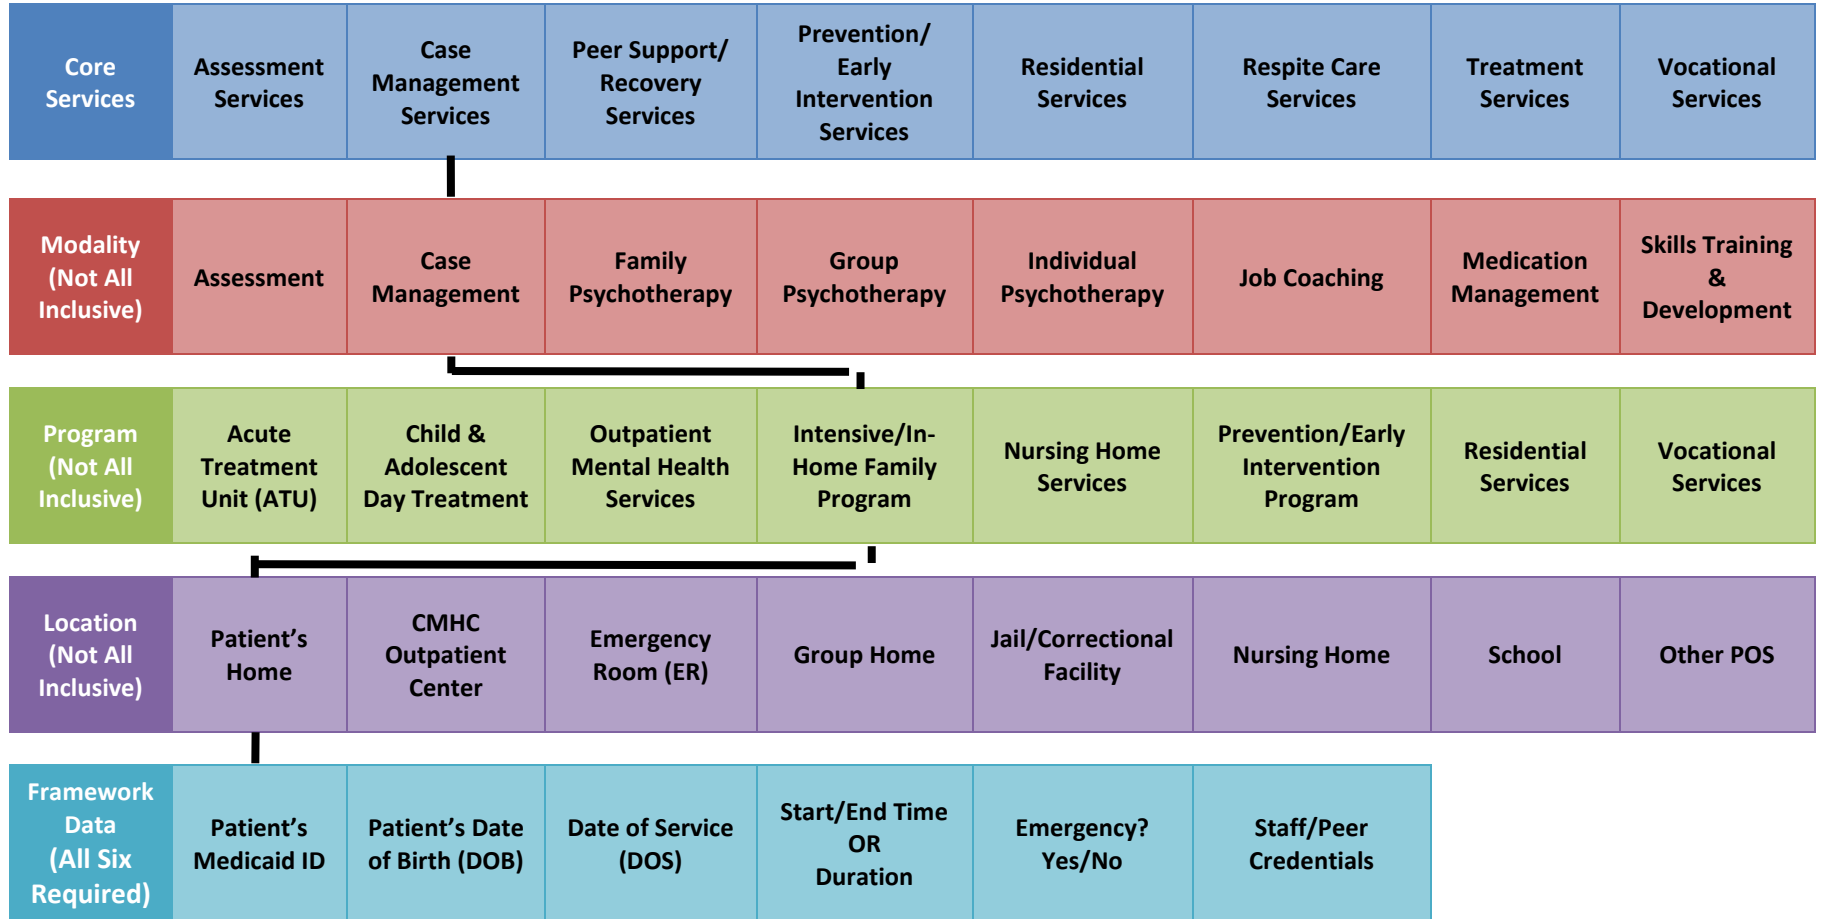 Core
Services
Assessment
Services
Case
Management
Services
Peer Support/
Recovery
Services
Prevention/
Early
Intervention
Services
Residential
Services
Respite Care
Services
Treatment
Services
Vocational
Services
Modality
(Not All
Inclusive)
Assessment
Case
Management
Family
Psychotherapy
Group
Psychotherapy
Individual
Psychotherapy
Job Coaching
Medication
Management
Skills Training
&
Development
Program
(Not All
Inclusive)
Acute
Treatment
Unit (ATU)
Child &
Adolescent
Day Treatment
Outpatient
Mental Health
Services
Intensive/In-
Home Family
Program
Nursing Home
Services
Prevention/Early
Intervention
Program
Residential
Services
Vocational
Services
Location
(Not All
Inclusive)
Patient’s
Home
CMHC
Outpatient
Center
Emergency
Room (ER)
Group Home
Jail/Correctional
Facility
Nursing Home
School
Other POS
Framework
Data
(All Six
Required)
Patient’s
Medicaid ID
Patient’s Date
of Birth (DOB)
Date of Service
(DOS)
Start/End Time
OR
Duration
Emergency?
Yes/No
Staff/Peer
Credentials